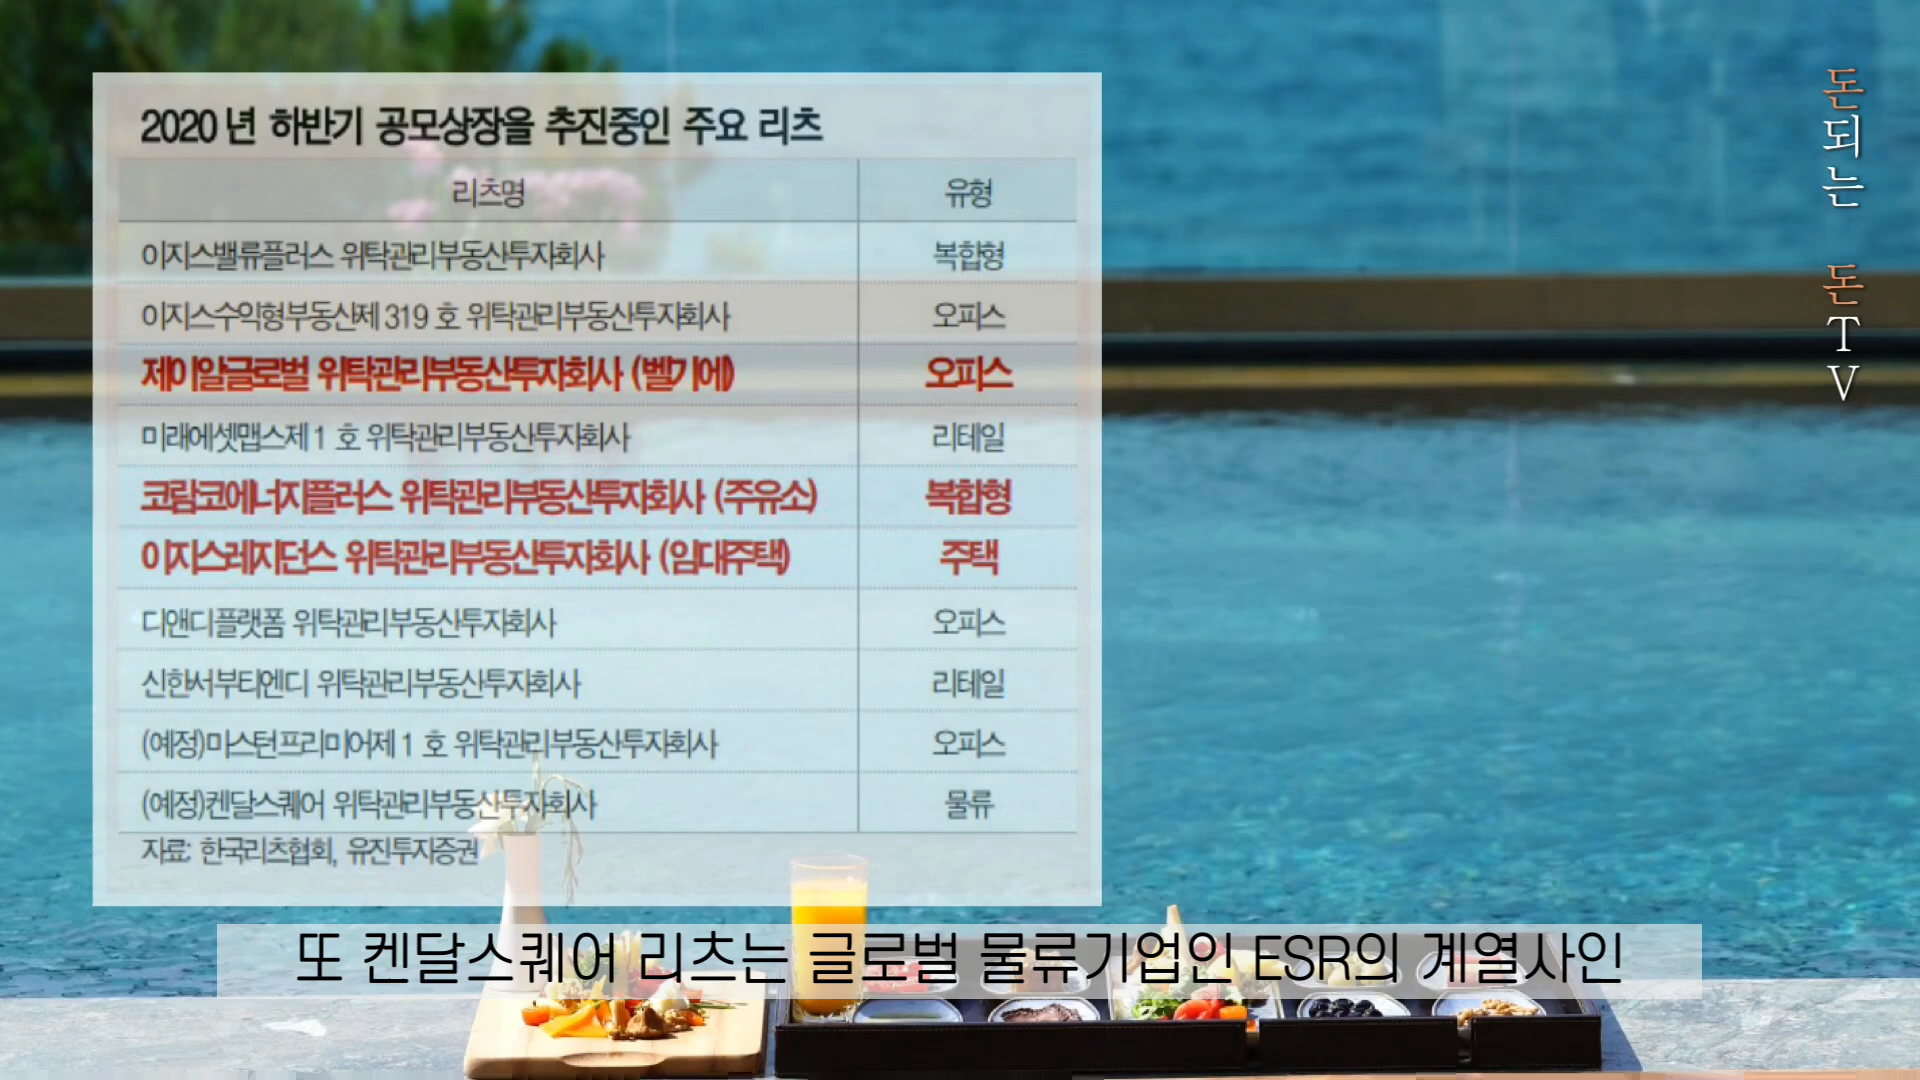 2020년 하반기 공모상장을 추진중인 주요 리츠
리츠명 유형
이지스밸류플러스 위탁관리부동산투자회사 복합형
이지스수익형부동산제 319 호 위탁관리부동산투자회사 오피스
제이알글로벌 위탁관리부동산투자회사 (벨기에) 오피스
미래에셋맵스제 1 호 위탁관리부동산투자회사 리테일
코람코에너지플러스 위탁관리부동산투자회사 (주유소) 복합형
이지스레지던스 위탁관리부동산투자회사 (임대주택) 주택
디앤디플랫폼 위탁관리부동산투자회사 오피스
신한서부티엔디 위탁관리부동산투자회사 리테일
(예정)마스턴프리미어제 1 호 위탁관리부동산투자회사 오피스
(예정)켄달스퀘어 위탁관리부동산투자회사 물류
자료: 한국리츠협회, 유진투자증권
돈되는 돈TV
또 켄달스퀘어 리츠는 글로벌 물류기업인 ESR의 계열사인